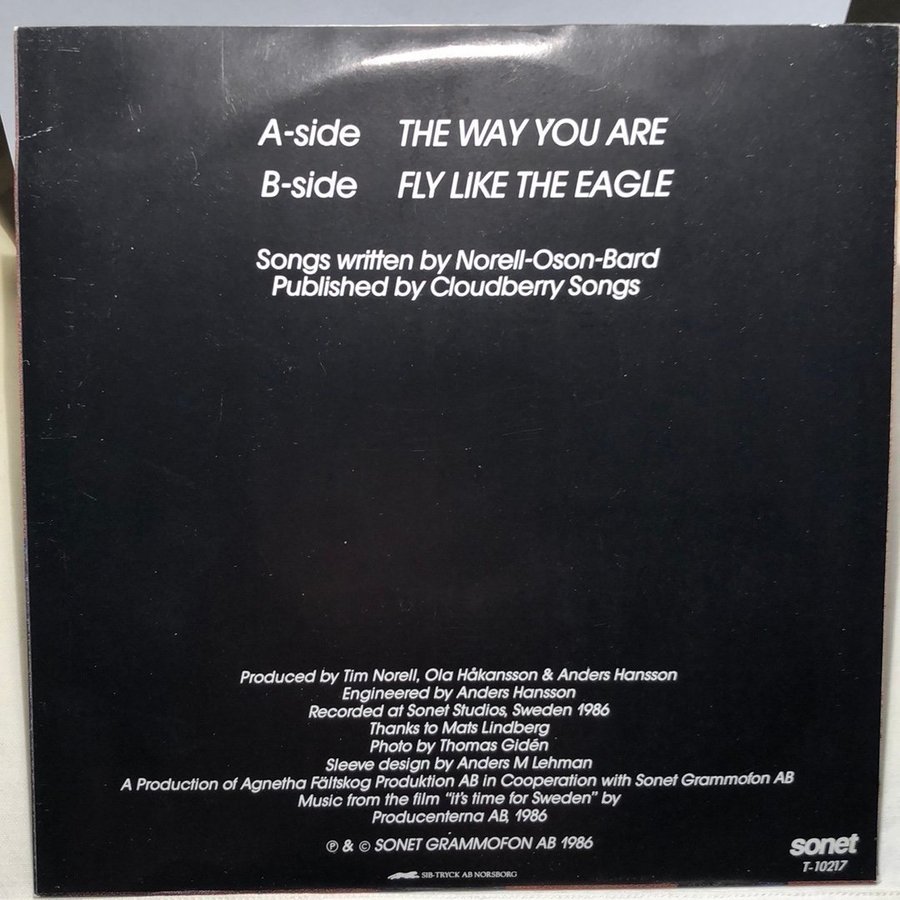 A-side THE WAY YOU ARE
B-side FLY LIKE THE EAGLE
Songs written by Norell-Oson-Bard
Published by Cloudberry Songs
Produced by Tim Norell, Ola Håkansson & Anders Hansson
Engineered by Anders Hansson
Recorded at Sonet Studios, Sweden 1986
Thanks to Mats Lindberg
Photo by Thomas Gidén
Sleeve design by Anders M Lehman
A Production of Agnetha Fältskog Produktion AB in Cooperation with Sonet Grammofon AB
Music from the film "it's time for Sweden" by
Producenterna AB, 1986
℗ & © SONET GRAMMOFON AB 1986
sonet
T-10217
SIB-TRYCK AB NORSBORG